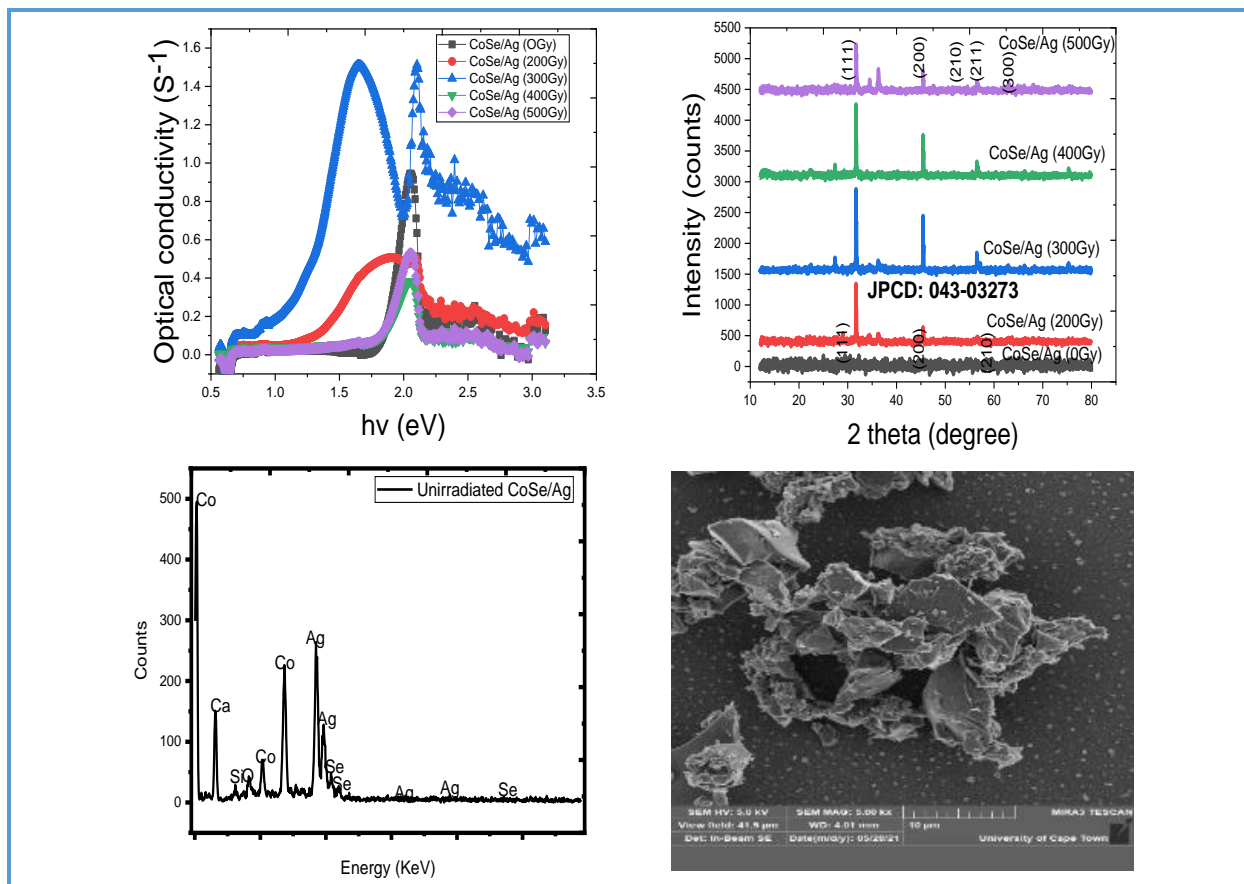 Optical conductivity (S-1)
1.6
1.4
1.2
1.0
0.8
0.6
0.4
0.2
0.0
CoSe/Ag (OGy)
CoSe/Ag (200Gy)
CoSe/Ag (300Gy)
CoSe/Ag (400Gy)
CoSe/Ag (500Gy)
0.5 1.0 1.5 2.0 2.5 3.0 3.5
hv (eV)
Intensity (counts)
5500
5000
4500
4000
3500
3000
2500
2000
1500
1000
500
0
CoSe/Ag (500Gy)
(111)
(200)
(210)
(211)
(300)
CoSe/Ag (400Gy)
CoSe/Ag (300Gy)
JPCD: 043-03273
CoSe/Ag (200Gy)
(111)
(200)
(210)
CoSe/Ag (0Gy)
10 20 30 40 50 60 70 80
2 theta (degree)
Unirradiated CoSe/Ag
Counts
500
400
300
200
100
0
Co
Ca
Si
O
Co
Co
Ag
Ag
Se
Se
Ag
Ag
Se
Energy (KeV)
SEM HV: 5.0 kV SEM MAG: 5.00 kx MIRA3 TESCAN
View field: 41.5 µm WD: 4.01 mm 10 µm
Det: In-Beam SE Date(m/d/y): 05/28/21 University of Cape Town